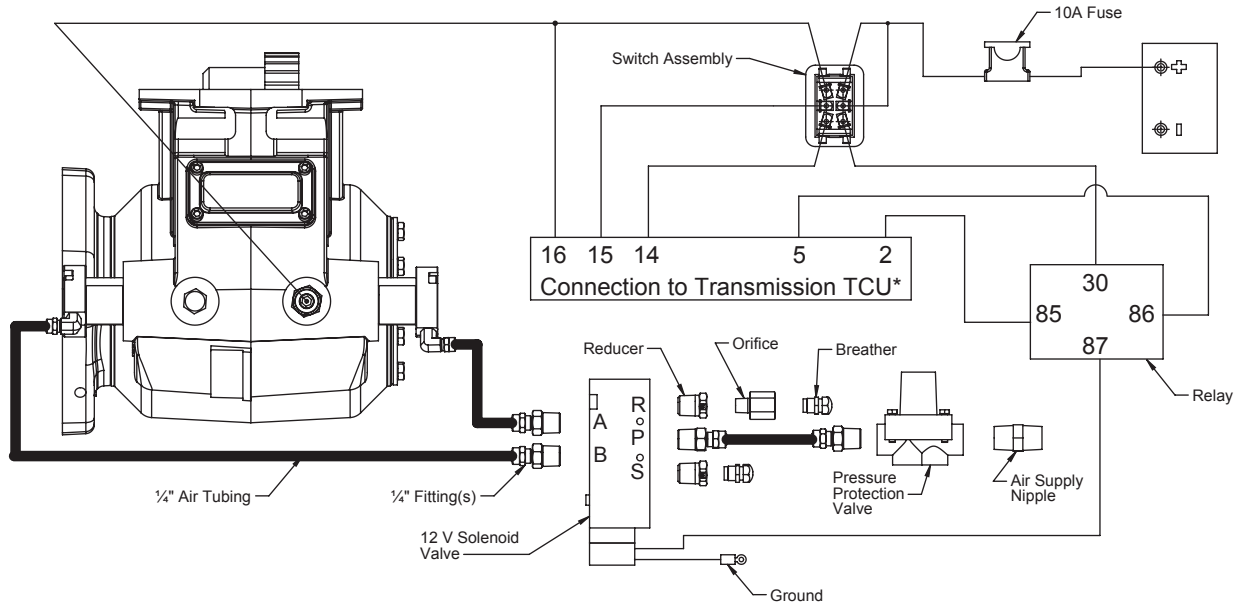 10A Fuse
Switch Assembly
16 15 14 5 2
Connection to Transmission TCU*
30
85 86
87
Relay
Reducer
Orifice
Breather
R
A
P
B
S
Pressure
Protection
Valve
Air Supply
Nipple
¼" Air Tubing
¼" Fitting(s)
12 V Solenoid
Valve
Ground